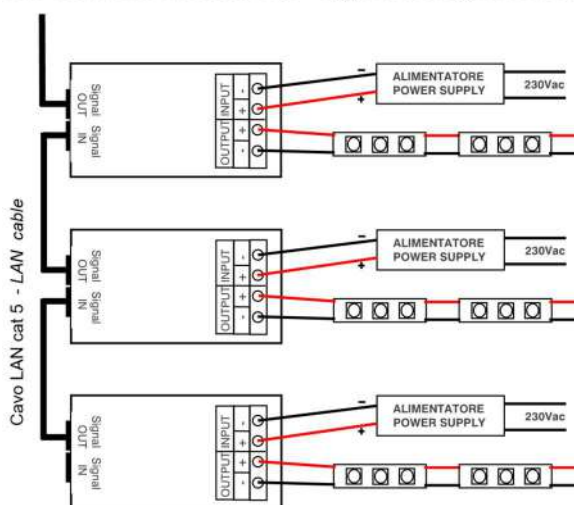 Cavo LAN cat 5 - LAN cable
Signal
OUT
Signal
IN
INPUT
- +
OUTPUT
+ -
-
+
ALIMENTATORE
POWER SUPPLY
230Vac
Signal
OUT
Signal
IN
INPUT
- +
OUTPUT
+ -
-
+
ALIMENTATORE
POWER SUPPLY
230Vac
Signal
OUT
Signal
IN
INPUT
- +
OUTPUT
+ -
-
+
ALIMENTATORE
POWER SUPPLY
230Vac